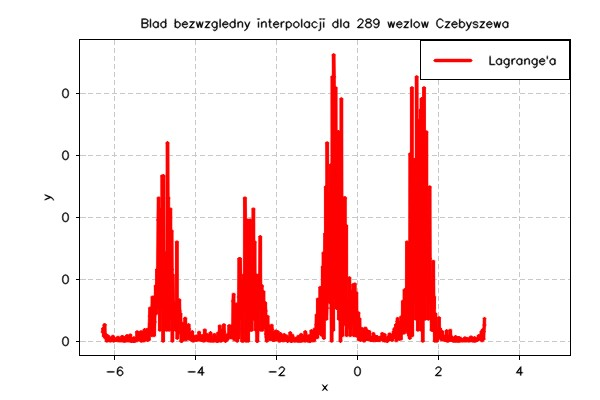 Blad bezwzgledny interpolacji dla 289 wezlow Czebyszewa
Lagrange'a
0
0
0
0
0
y
−6
−4
−2
0
2
4
x